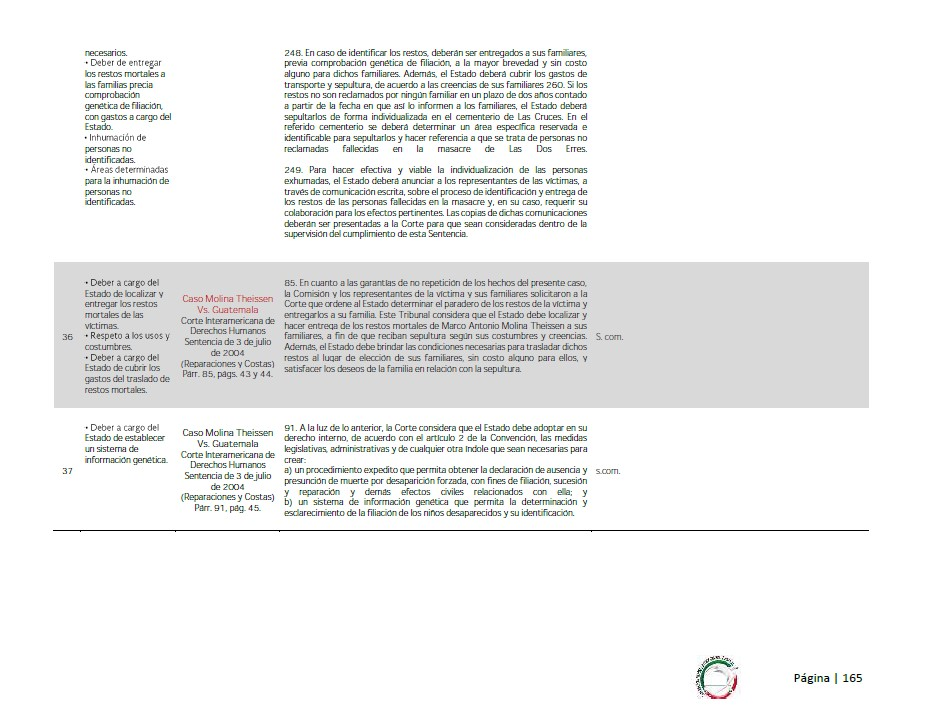 necesarios.
• Deber de entregar
los restos mortales a
las familias precia
comprobación
genética de filiación,
con gastos a cargo del
Estado.
• Inhumación de
personas no
identificadas.
• Áreas determinadas
para la inhumación de
personas no
identificadas.
248. En caso de identificar los restos, deberán ser entregados a sus familiares,
previa comprobación genética de filiación, a la mayor brevedad y sin costo
alguno para dichos familiares. Además, el Estado deberá cubrir los gastos de
transporte y sepultura, de acuerdo a las creencias de sus familiares 260. Si los
restos no son reclamados por ningún familiar en un plazo de dos años contado
a partir de la fecha en que así lo informen a los familiares, el Estado deberá
sepultarlos de forma individualizada en el cementerio de Las Cruces. En el
referido cementerio se deberá determinar un área específica reservada e
identificable para sepultarlos y hacer referencia a que se trata de personas no
reclamadas fallecidas en la masacre de Las Dos Erres.
249. Para hacer efectiva y viable la individualización de las personas
exhumadas, el Estado deberá anunciar a los representantes de las víctimas, a
través de comunicación escrita, sobre el proceso de identificación y entrega de
los restos de las personas fallecidas en la masacre y, en su caso, requerir su
colaboración para los efectos pertinentes. Las copias de dichas comunicaciones
deberán ser presentadas a la Corte para que sean consideradas dentro de la
supervisión del cumplimiento de esta Sentencia.
36
• Deber a cargo del
Estado de localizar y
entregar los restos
mortales de las
víctimas.
• Respeto a los usos y
costumbres.
• Deber a cargo del
Estado de cubrir los
gastos del traslado de
restos mortales.
Caso Molina Theissen
Vs. Guatemala
Corte Interamericana de
Derechos Humanos
Sentencia de 3 de julio
de 2004
(Reparaciones y Costas)
Párr. 85, págs. 43 y 44.
85. En cuanto a las garantías de no repetición de los hechos del presente caso,
la Comisión y los representantes de la víctima y sus familiares solicitaron a la
Corte que ordene al Estado determinar el paradero de los restos de la víctima y
entregarlos a su familia. Este Tribunal considera que el Estado debe localizar y
hacer entrega de los restos mortales de Marco Antonio Molina Theissen a sus
familiares, a fin de que reciban sepultura según sus costumbres y creencias.
Además, el Estado debe brindar las condiciones necesarias para trasladar dichos
restos al lugar de elección de sus familiares, sin costo alguno para ellos, y
satisfacer los deseos de la familia en relación con la sepultura.
S. com.
37
• Deber a cargo del
Estado de establecer
un sistema de
información genética.
Caso Molina Theissen
Vs. Guatemala
Corte Interamericana de
Derechos Humanos
Sentencia de 3 de julio
de 2004
(Reparaciones y Costas)
Párr. 91, pág. 45.
91. A la luz de lo anterior, la Corte considera que el Estado debe adoptar en su
derecho interno, de acuerdo con el artículo 2 de la Convención, las medidas
legislativas, administrativas y de cualquier otra índole que sean necesarias para
crear:
a) un procedimiento expedito que permita obtener la declaración de ausencia y
presunción de muerte por desaparición forzada, con fines de filiación, sucesión
y reparación y demás efectos civiles relacionados con ella; y
b) un sistema de información genética que permita la determinación y
esclarecimiento de la filiación de los niños desaparecidos y su identificación.
s.com.
Página | 165